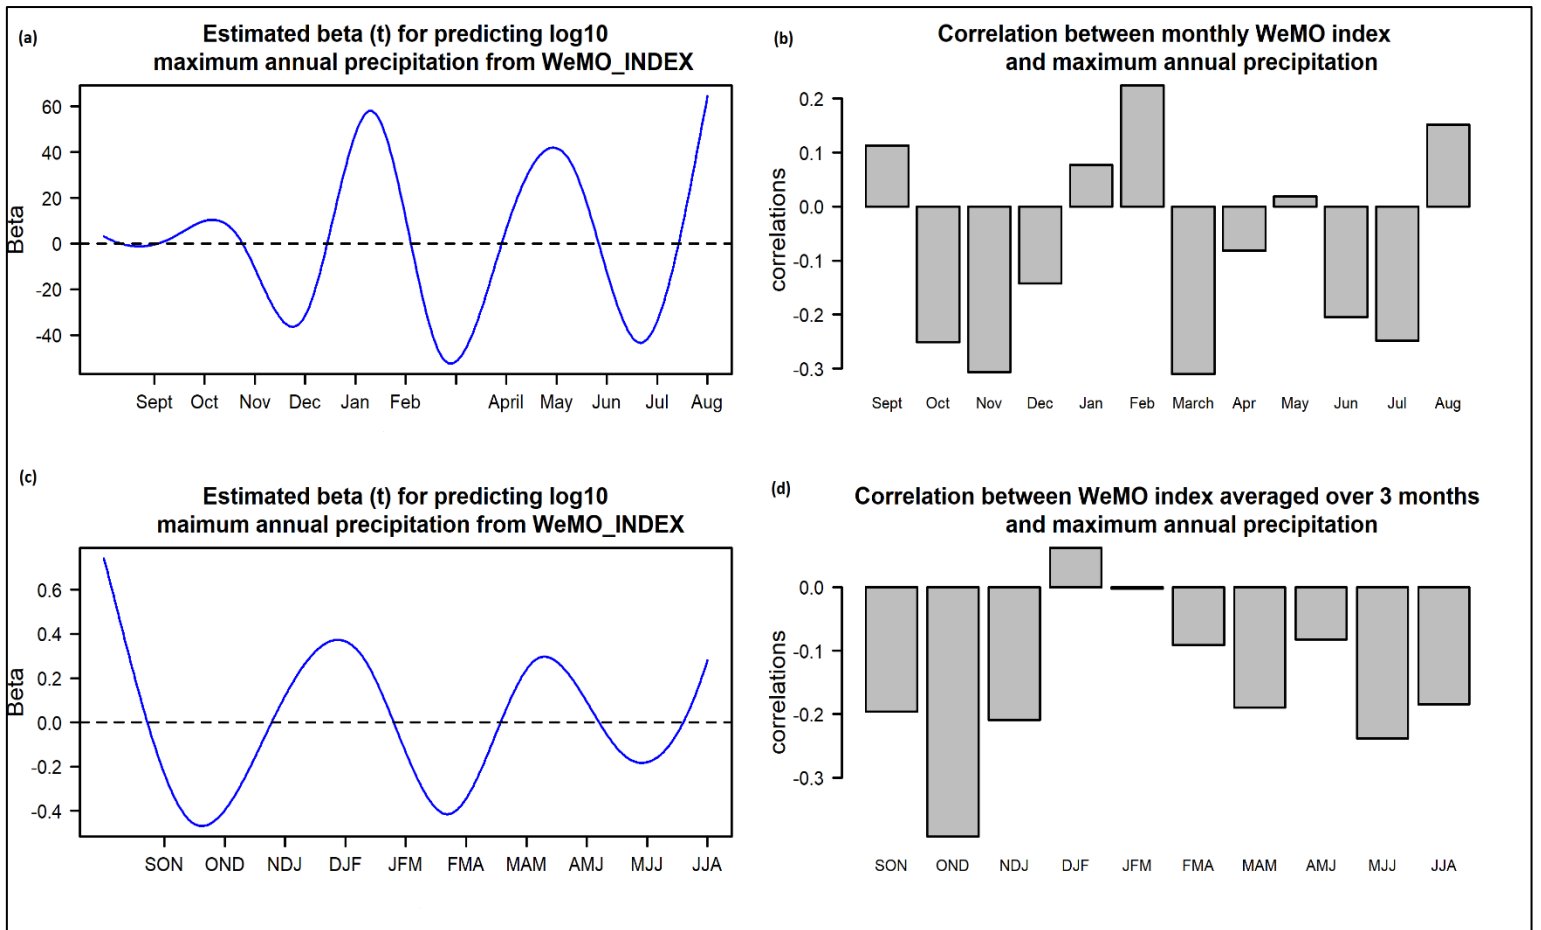 (a)
Estimated beta (t) for predicting log10
maximum annual precipitation from WeMO_INDEX
Beta
60
40
20
0
-20
-40
Sept Oct Nov Dec Jan Feb April May Jun Jul Aug
(b)
Correlation between monthly WeMO index
and maximum annual precipitation
correlations
0.2
0.1
0.0
-0.1
-0.2
-0.3
Sept Oct Nov Dec Jan Feb March Apr May Jun Jul Aug
(c)
Estimated beta (t) for predicting log10
maimum annual precipitation from WeMO_INDEX
Beta
0.6
0.4
0.2
0.0
-0.2
-0.4
SON OND NDJ DJF JFM FMA MAM AMJ MJJ JJA
(d)
Correlation between WeMO index averaged over 3 months
and maximum annual precipitation
correlations
0.0
-0.1
-0.2
-0.3
SON OND NDJ DJF JFM FMA MAM AMJ MJJ JJA